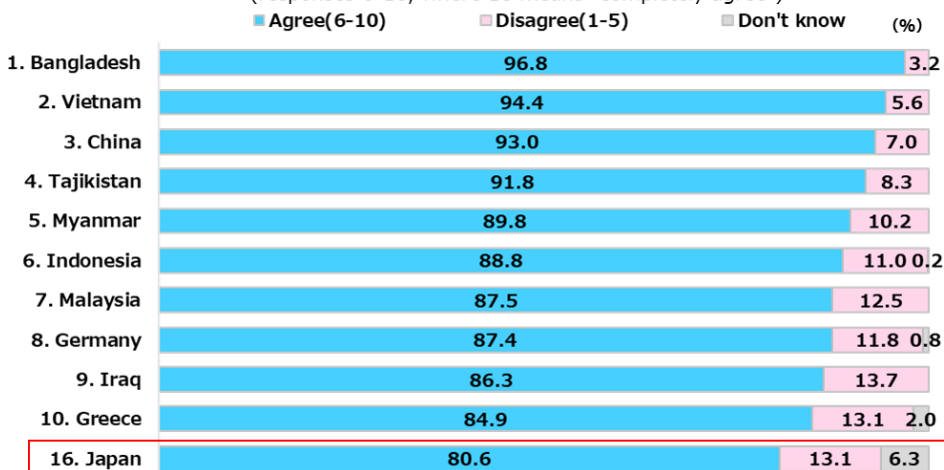 Agree(6-10) Disagree(1-5) Don't know (%)
1. Bangladesh 96.8 3.2
2. Vietnam 94.4 5.6
3. China 93.0 7.0
4. Tajikistan 91.8 8.3
5. Myanmar 89.8 10.2
6. Indonesia 88.8 11.0 0.2
7. Malaysia 87.5 12.5
8. Germany 87.4 11.8 0.8
9. Iraq 86.3 13.7
10. Greece 84.9 13.1 2.0
16. Japan 80.6 13.1 6.3